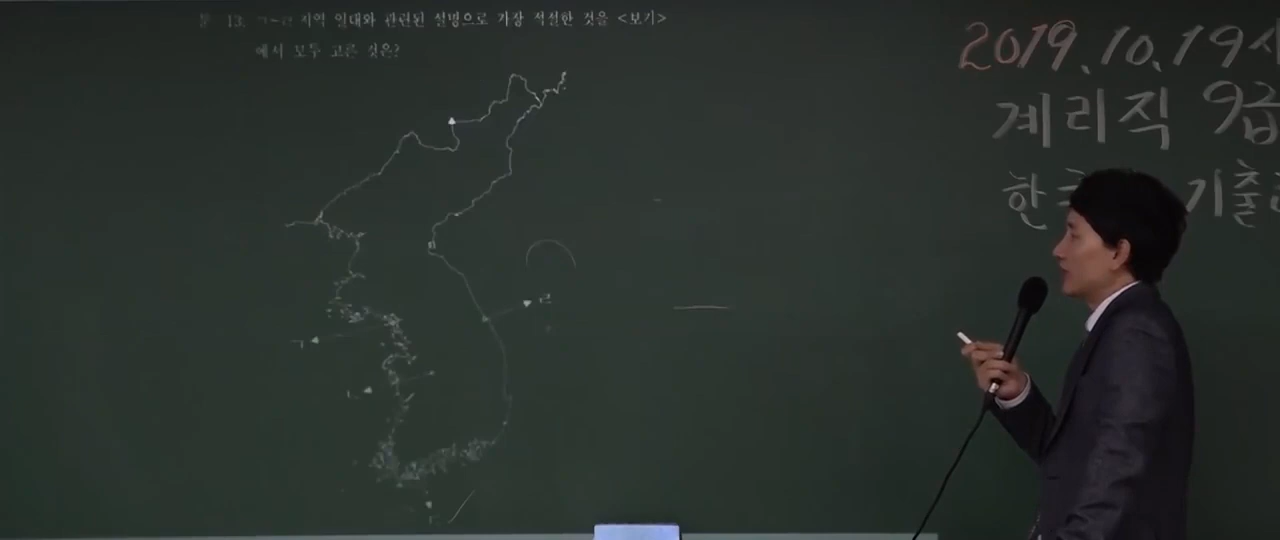 문 13. ㄱ~ㄹ 지역 일대와 관련된 설명으로 가장 적절한 것을 <보기>
에서 모두 고른 것은?
2019.10.19
계리직 9급
한 기출
ㄹ
ㄱ
ㄴ
ㄷ